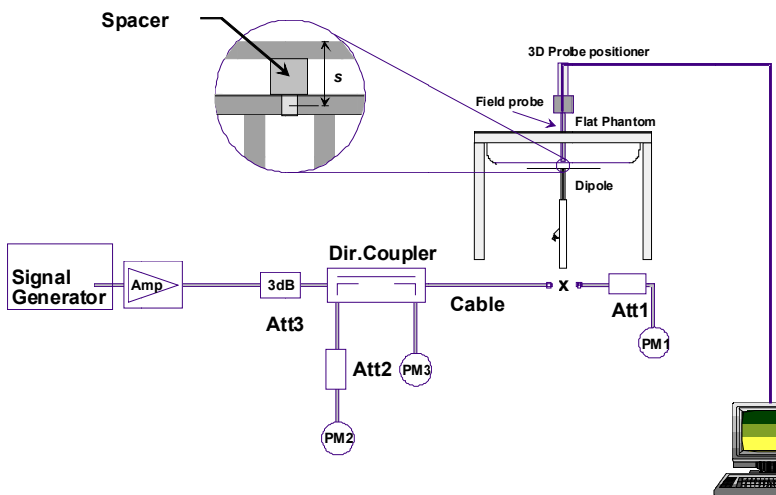 Spacer
s
3D Probe positioner
Field probe
Flat Phantom
Dipole
Signal
Generator
Amp
3dB
Att3
Dir.Coupler
Cable
x
Att1
PM1
Att2
PM3
PM2